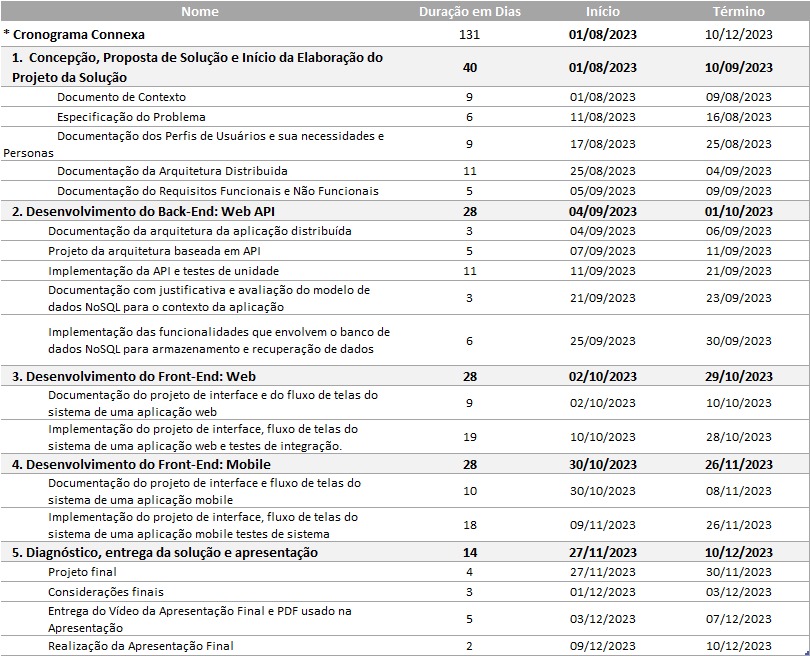 Nome Duração em Dias Início Término
* Cronograma Connexa 131 01/08/2023 10/12/2023
1. Concepção, Proposta de Solução e Início da Elaboração do
Projeto da Solução 40 01/08/2023 10/09/2023
Documento de Contexto 9 01/08/2023 09/08/2023
Especificação do Problema 6 11/08/2023 16/08/2023
Documentação dos Perfis de Usuários e sua necessidades e
Personas 9 17/08/2023 25/08/2023
Documentação da Arquitetura Distribuida 11 25/08/2023 04/09/2023
Documentação do Requisitos Funcionais e Não Funcionais 5 05/09/2023 09/09/2023
2. Desenvolvimento do Back-End: Web API 28 04/09/2023 01/10/2023
Documentação da arquitetura da aplicação distribuída 3 04/09/2023 06/09/2023
Projeto da arquitetura baseada em API 5 07/09/2023 11/09/2023
Implementação da API e testes de unidade 11 11/09/2023 21/09/2023
Documentação com justificativa e avaliação do modelo de
dados NoSQL para o contexto da aplicação 3 21/09/2023 23/09/2023
Implementação das funcionalidades que envolvem o banco de
dados NoSQL para armazenamento e recuperação de dados 6 25/09/2023 30/09/2023
3. Desenvolvimento do Front-End: Web 28 02/10/2023 29/10/2023
Documentação do projeto de interface e do fluxo de telas do
sistema de uma aplicação web 9 02/10/2023 10/10/2023
Implementação do projeto de interface, fluxo de telas do
sistema de uma aplicação web e testes de integração. 19 10/10/2023 28/10/2023
4. Desenvolvimento do Front-End: Mobile 28 30/10/2023 26/11/2023
Documentação do projeto de interface e fluxo de telas do
sistema de uma aplicação mobile 10 30/10/2023 08/11/2023
Implementação do projeto de interface, fluxo de telas do
sistema de uma aplicação mobile testes de sistema 18 09/11/2023 26/11/2023
5. Diagnóstico, entrega da solução e apresentação 14 27/11/2023 10/12/2023
Projeto final 4 27/11/2023 30/11/2023
Considerações finais 3 01/12/2023 03/12/2023
Entrega do Vídeo da Apresentação Final e PDF usado na
Apresentação 5 03/12/2023 07/12/2023
Realização da Apresentação Final 2 09/12/2023 10/12/2023